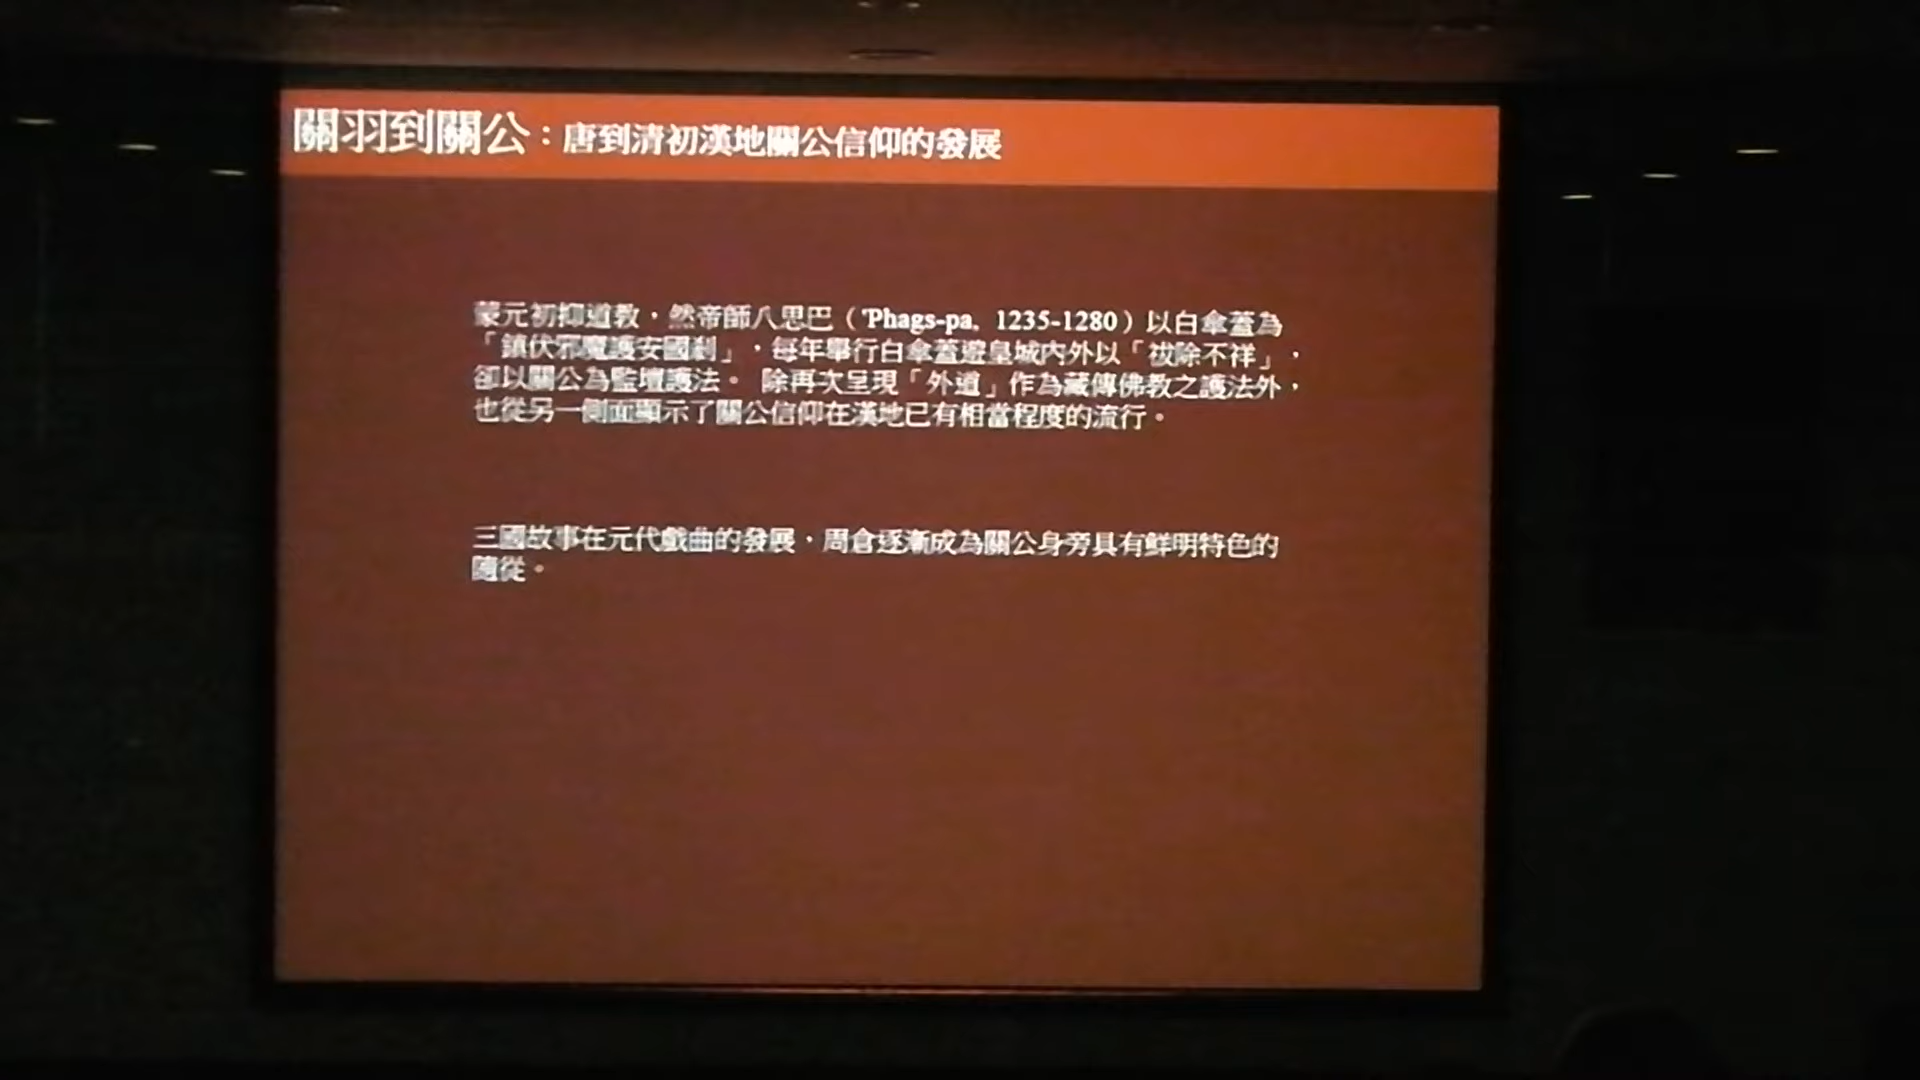 關羽到關公：唐到清初漢地關公信仰的發展
蒙元初抑道教，然帝師八思巴（'Phags-pa, 1235-1280）以白傘蓋為
「鎮伏邪魔護安國剎」，每年舉行白傘蓋遊皇城內外以「祓除不祥」，
卻以關公為監壇護法。 除再次呈現「外道」作為藏傳佛教之護法外，
也從另一側面顯示了關公信仰在漢地已有相當程度的流行。
三國故事在元代戲曲的發展，周倉逐漸成為關公身旁具有鮮明特色的
隨從。